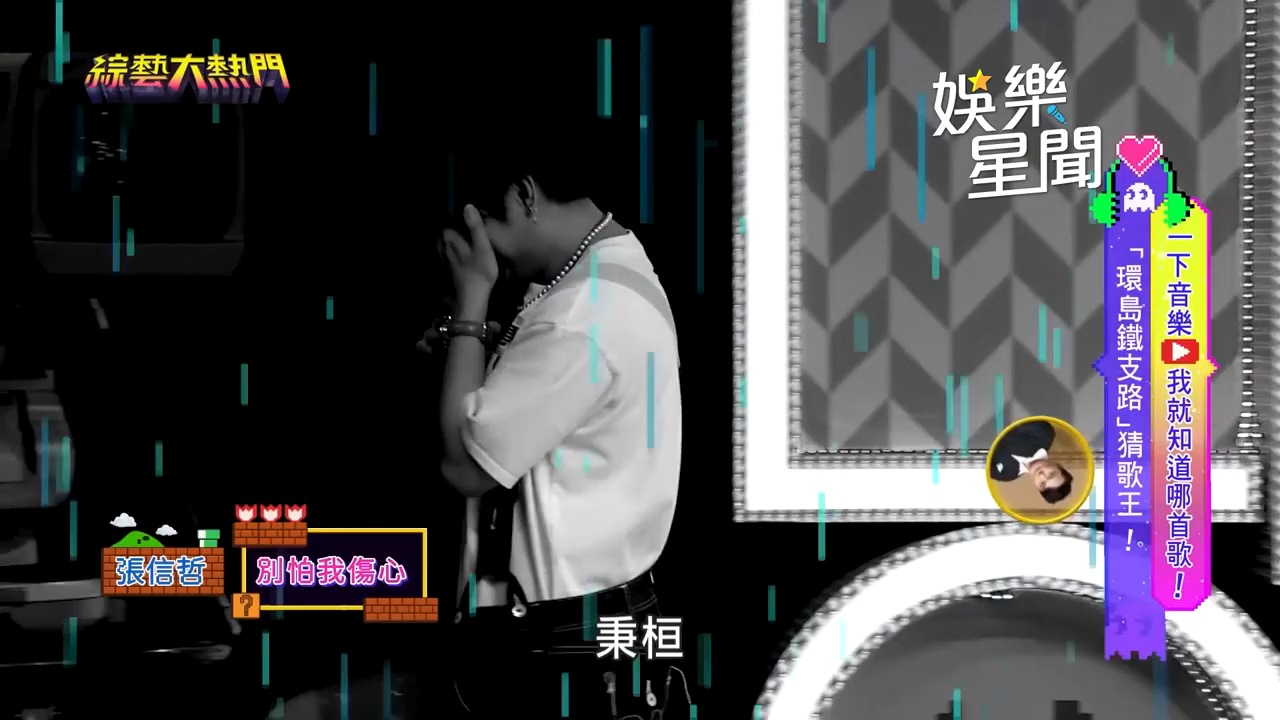 綜藝大熱門
娛樂
星聞
一下音樂▶我就知道哪首歌!
「環島鐵支路」猜歌王!
張信哲
別怕我傷心
?
秉桓